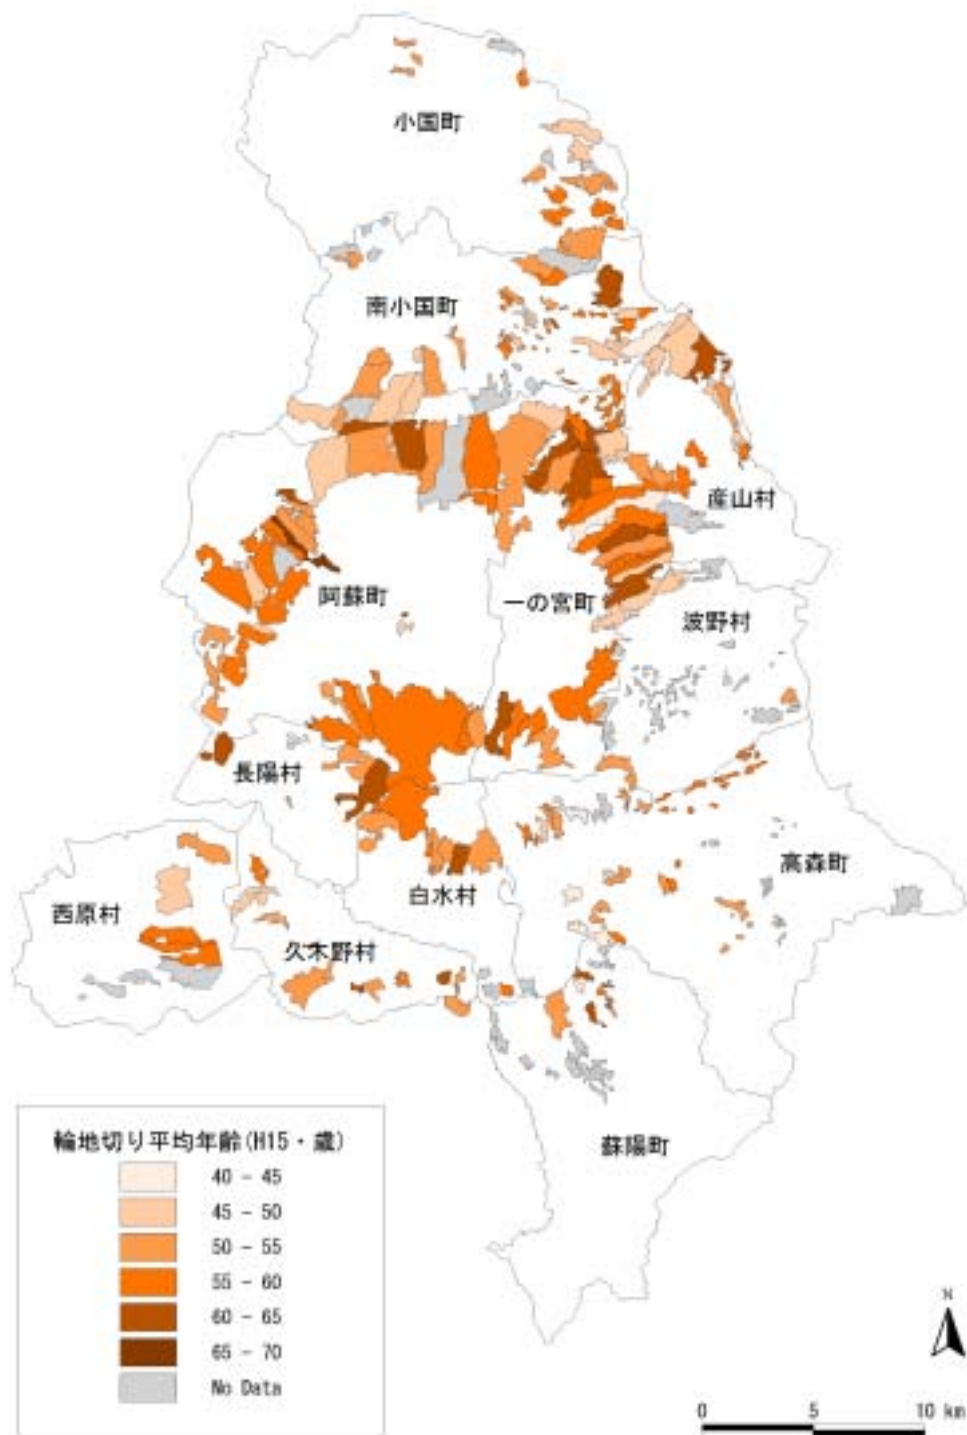 小国町
南小国町
産山村
阿蘇町
一の宮町
波野村
長陽村
高森町
白水村
西原村
久木野村
蘇陽町
輪地切り平均年齢(H15・歳)
40 - 45
45 - 50
50 - 55
55 - 60
60 - 65
65 - 70
No Data
N
0 5 10 km